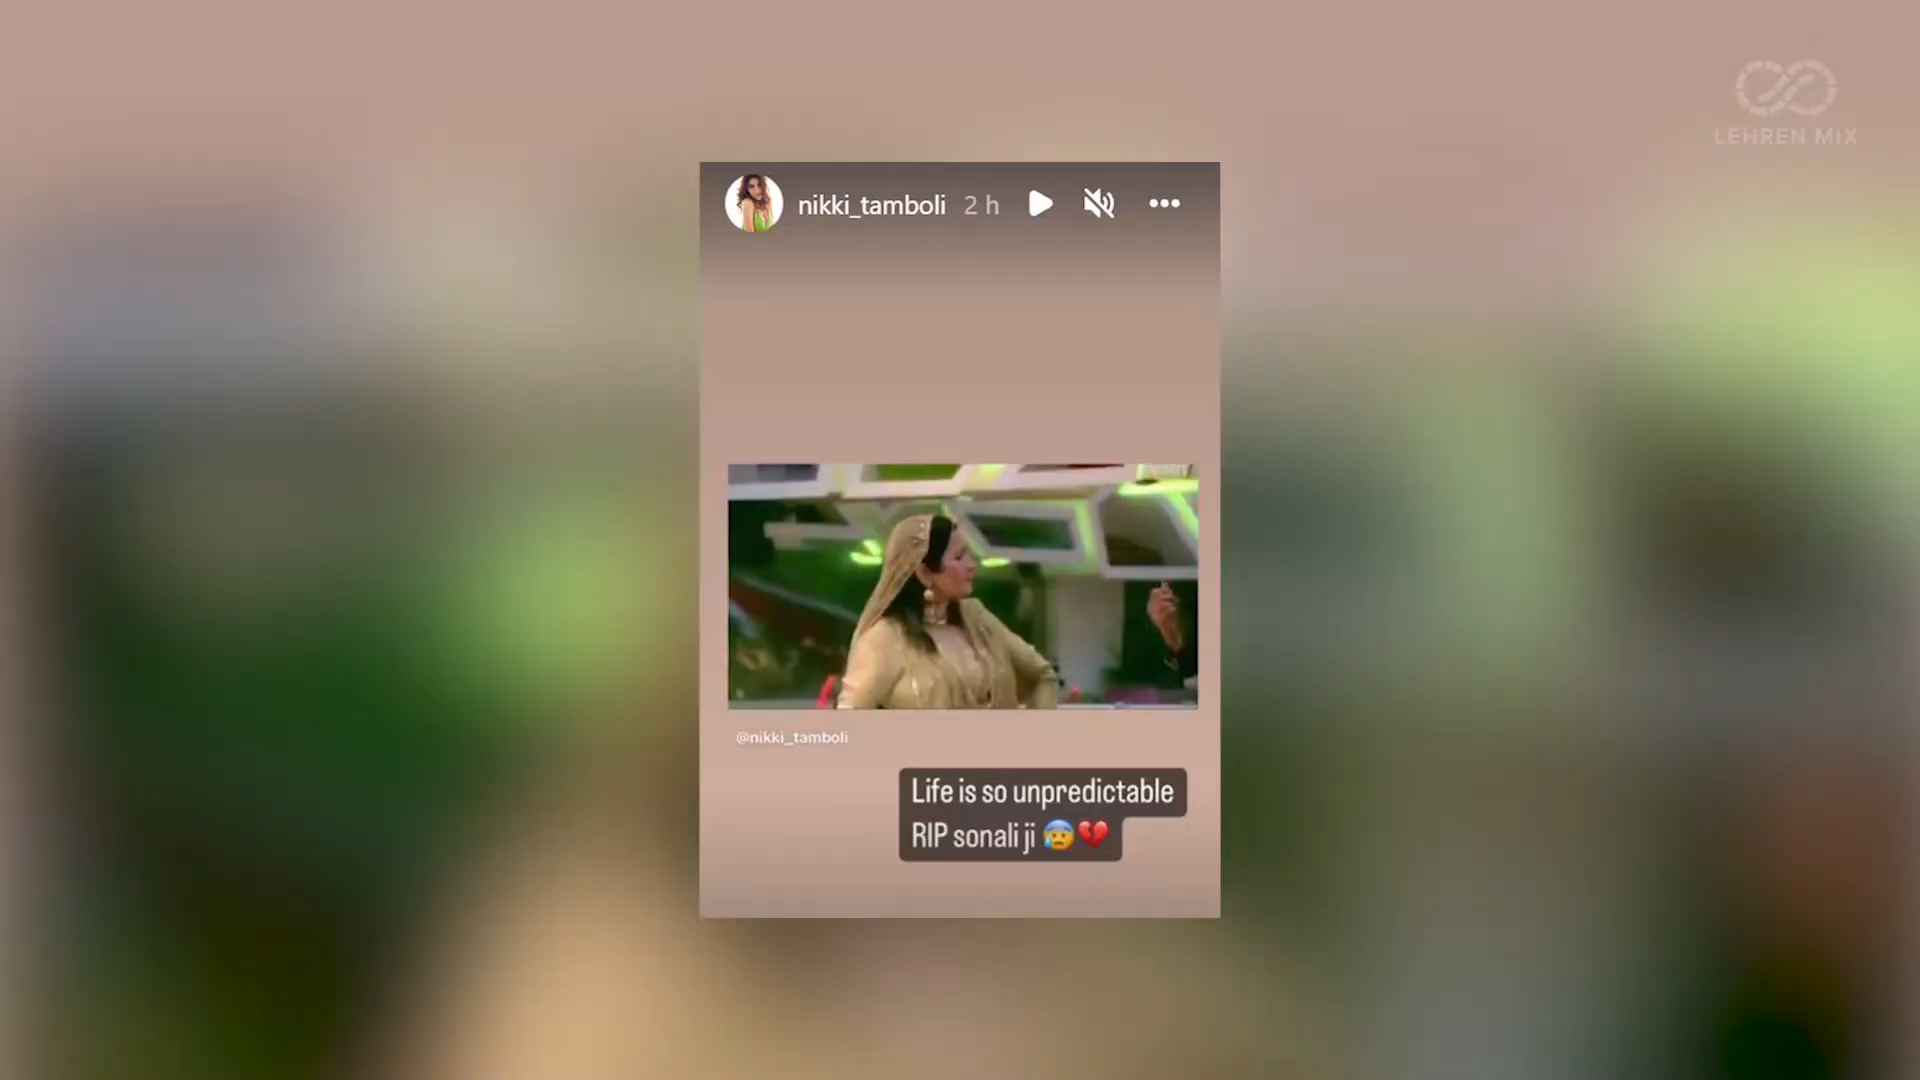 LEHREN MIX
nikki_tamboli 2 h
@nikki_tamboli
Life is so unpredictable
RIP sonali ji 😰💔